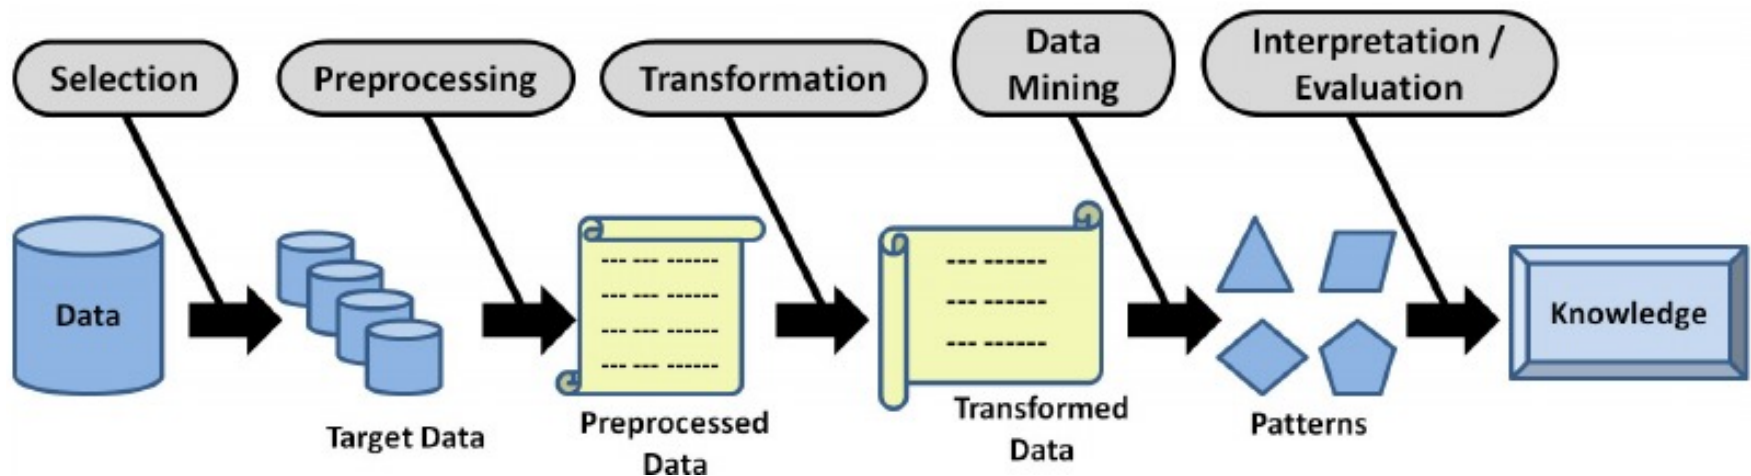 Selection
Preprocessing
Transformation
Data
Mining
Interpretation /
Evaluation
Data
Target Data
Preprocessed
Data
Transformed
Data
Patterns
Knowledge